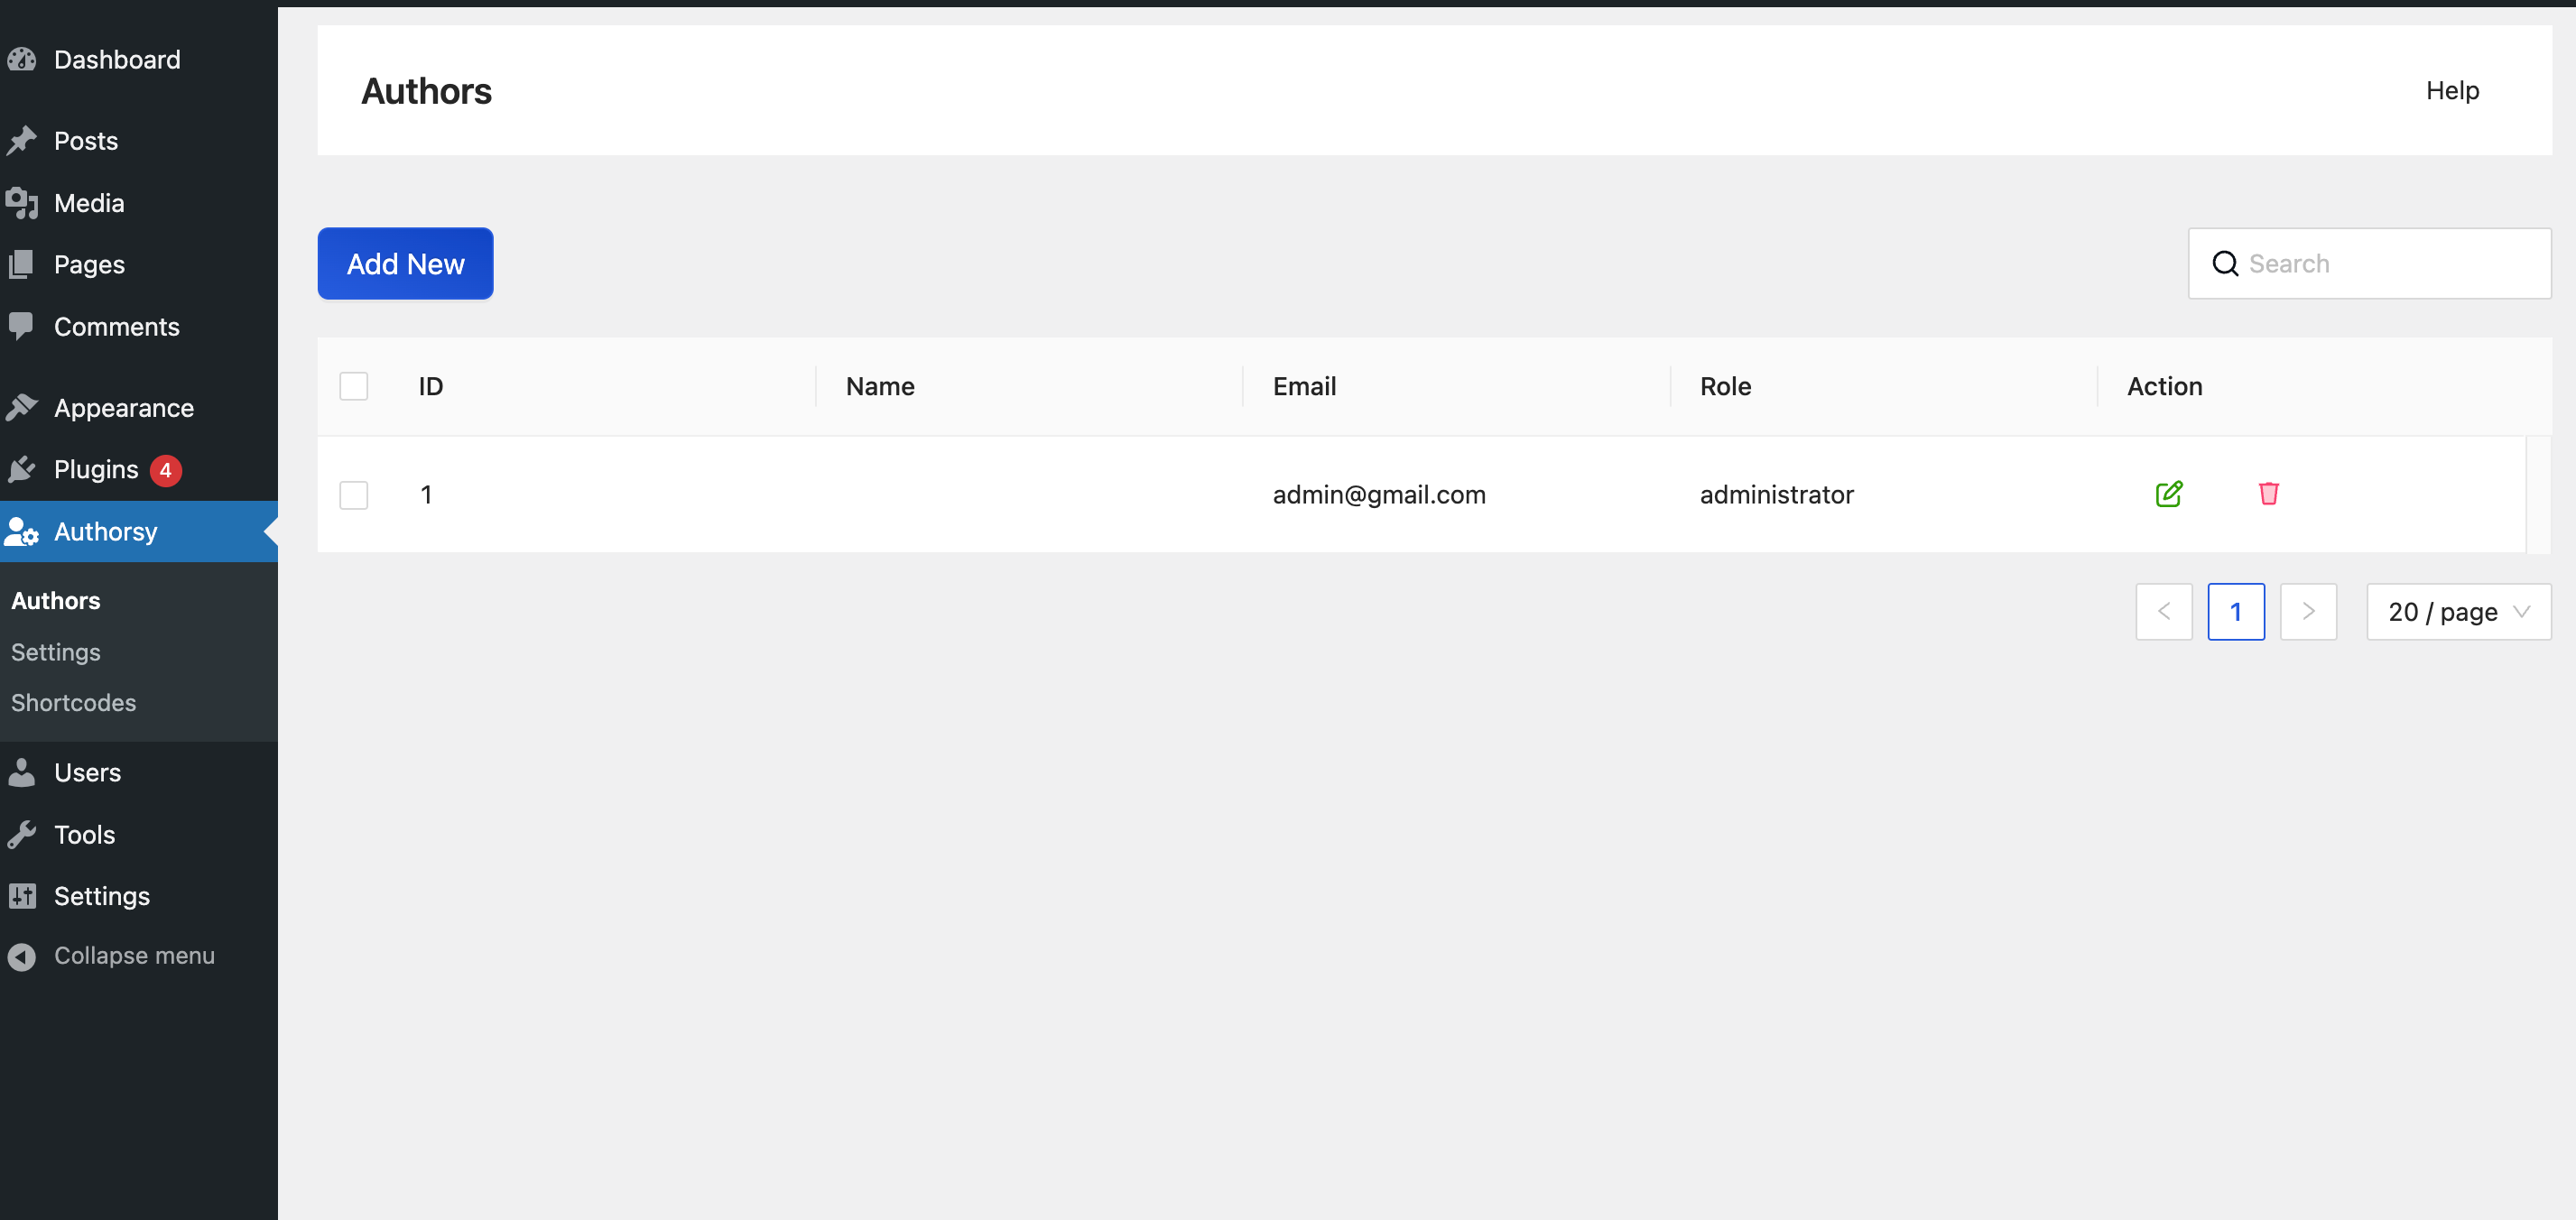 Dashboard
Posts
Media
Pages
Comments
Appearance
Plugins 4
Authorsy
Authors
Settings
Shortcodes
Users
Tools
Settings
Collapse menu
Authors
Help
Add New
Search
ID Name Email Role Action
1 admin@gmail.com administrator
1 20 / page